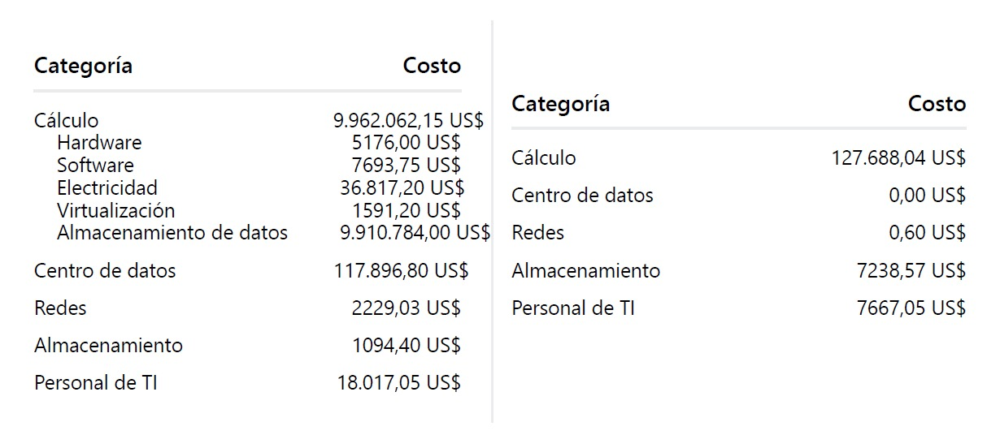 Categoría Costo
Cálculo 9.962.062,15 US$
Hardware 5176,00 US$
Software 7693,75 US$
Electricidad 36.817,20 US$
Virtualización 1591,20 US$
Almacenamiento de datos 9.910.784,00 US$
Centro de datos 117.896,80 US$
Redes 2229,03 US$
Almacenamiento 1094,40 US$
Personal de TI 18.017,05 US$
Categoría Costo
Cálculo 127.688,04 US$
Centro de datos 0,00 US$
Redes 0,60 US$
Almacenamiento 7238,57 US$
Personal de TI 7667,05 US$